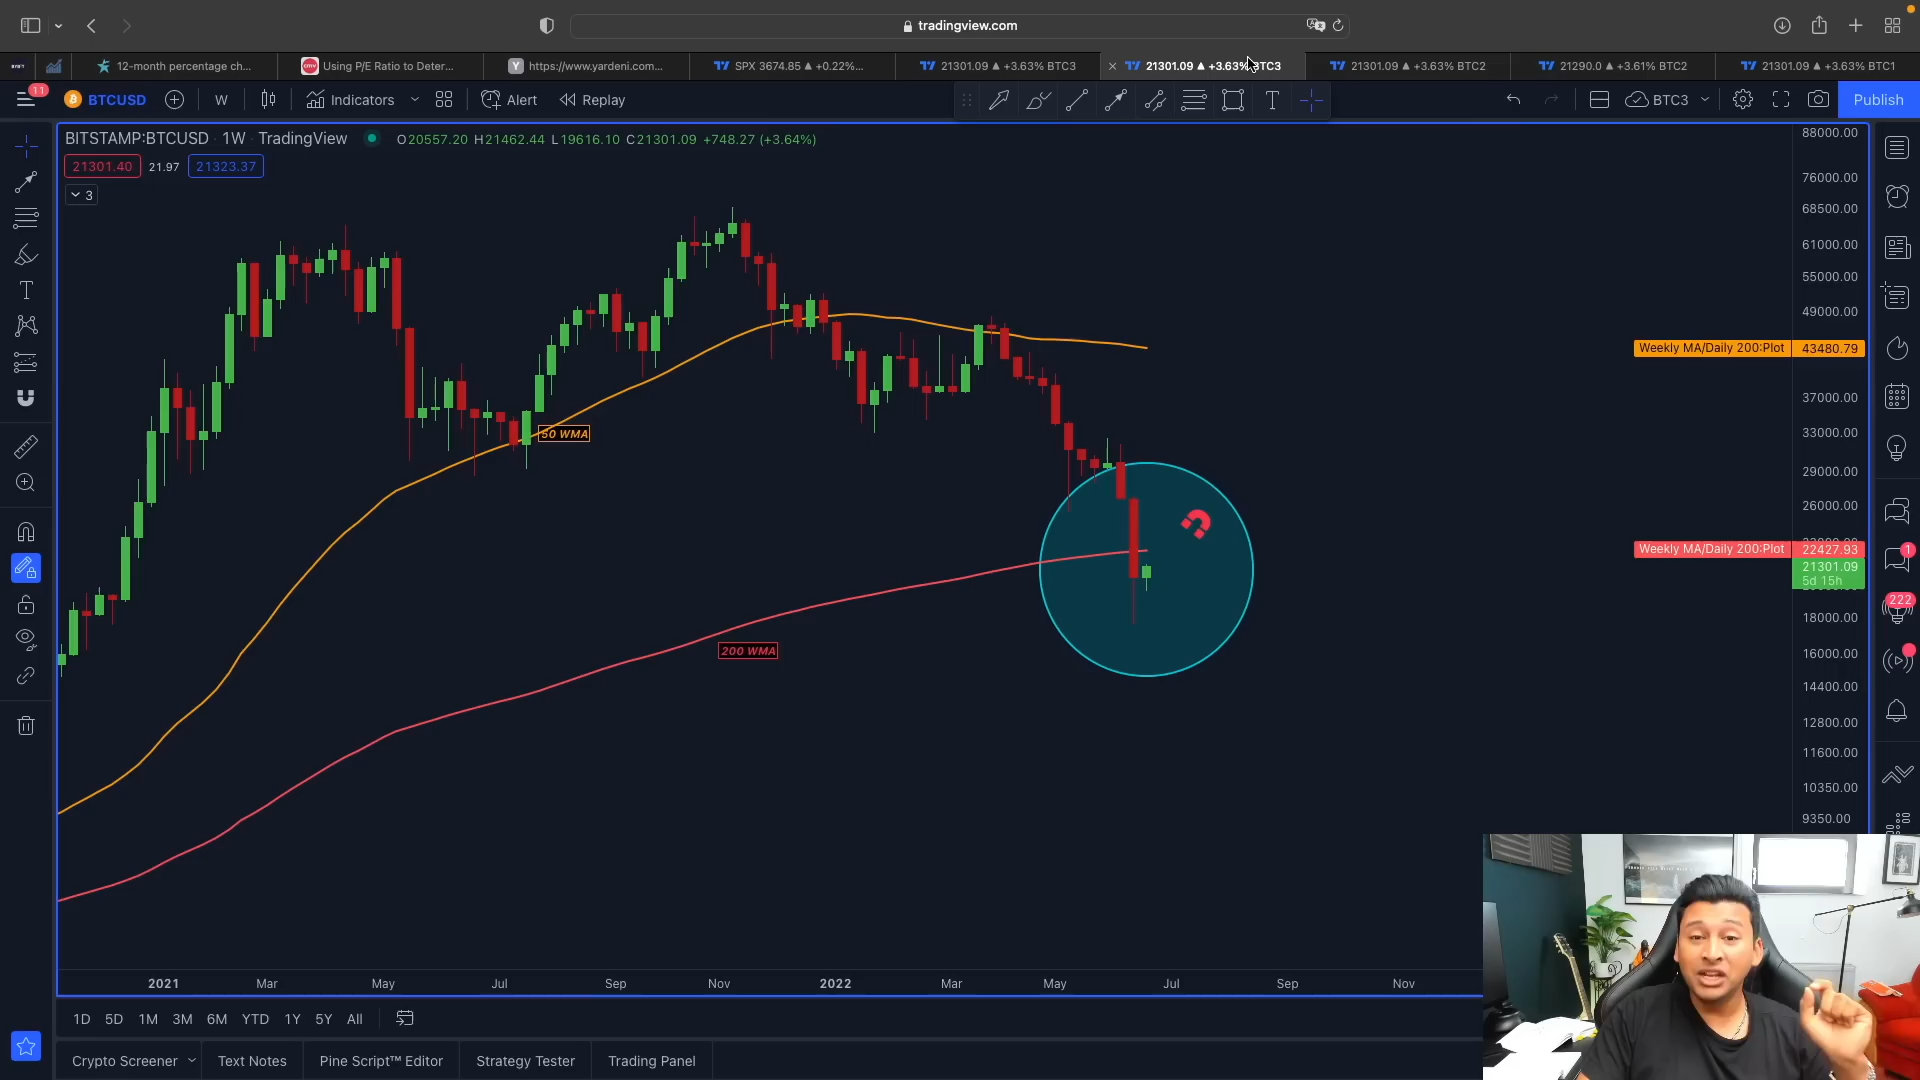 tradingview.com
12-month percentage ch...
Using P/E Ratio to Deter...
Y https://www.yardeni.com...
SPX 3674.85 ▲ +0.22%...
21301.09 ▲ +3.63% BTC3
21301.09 ▲ +3.63% BTC3
21301.09 ▲ +3.63% BTC2
21290.0 ▲ +3.61% BTC2
21301.09 ▲ +3.63% BTC1
11
BTCUSD
W
Indicators
Alert
Replay
T
BTC3
Publish
BITSTAMP:BTCUSD · 1W · TradingView
O20557.20 H21462.44 L19616.10 C21301.09 +748.27 (+3.64%)
21301.40 21.97 21323.37
3
88000.00
76000.00
68500.00
61000.00
55000.00
49000.00
Weekly MA/Daily 200:Plot 43480.79
37000.00
33000.00
29000.00
26000.00
Weekly MA/Daily 200:Plot 22427.93
21301.09
5d 15h
18000.00
16000.00
14400.00
12800.00
11600.00
10350.00
9350.00
50 WMA
200 WMA
1
222
2021 Mar May Jul Sep Nov 2022 Mar May Jul Sep Nov
1D 5D 1M 3M 6M YTD 1Y 5Y All
Crypto Screener Text Notes Pine Script™ Editor Strategy Tester Trading Panel